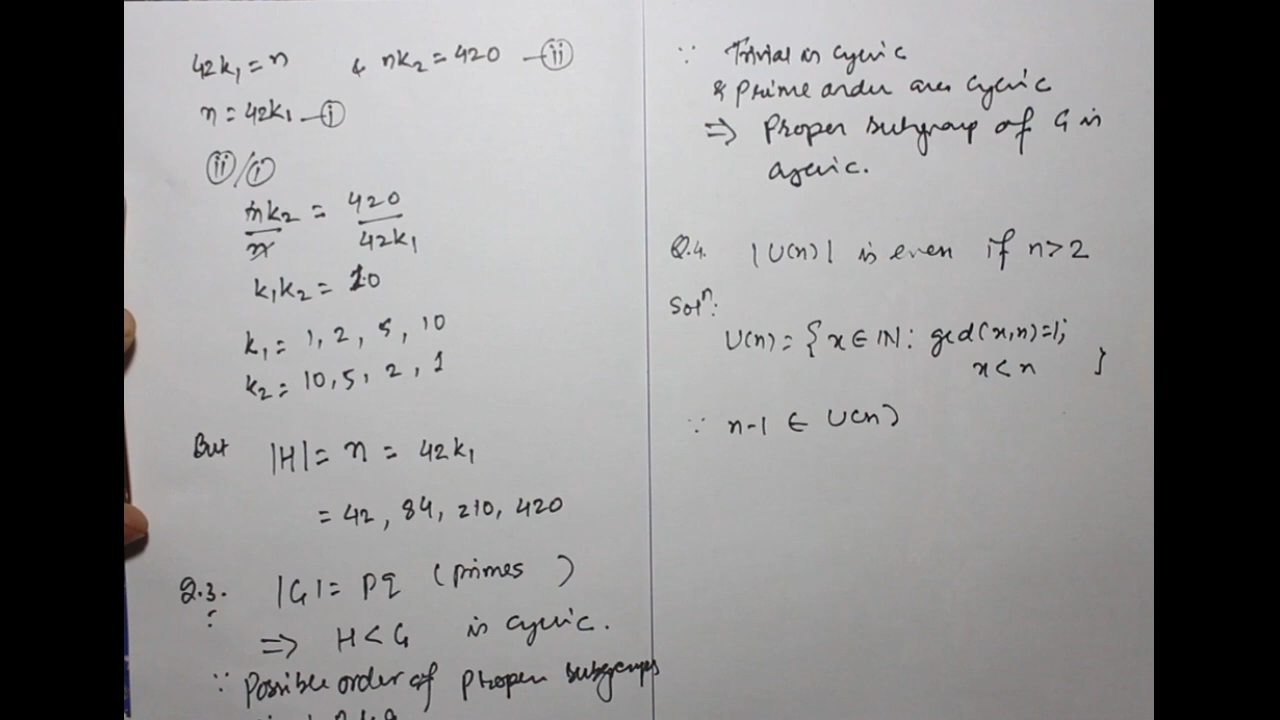 42k₁ = n & nk₂ = 420 —(ii)
n = 42k₁ —(i)
(ii)/(i)
nk₂/n = 420/42k₁
k₁k₂ = 10
k₁ = 1, 2, 5, 10
k₂ = 10, 5, 2, 1
But |H| = n = 42k₁
= 42, 84, 210, 420
Q.3. |G| = pq (primes )
⇒ H < G is cyclic.
∵ Possible order of proper subgroups
∵ Trivial is cyclic
& prime order are cyclic
⇒ Proper subgroup of G is
cyclic.
Q.4. |U(n)| is even if n>2
Solⁿ:
U(n) = { x ∈ IN : gcd(x,n)=1;
x < n }
∵ n-1 ∈ U(n)